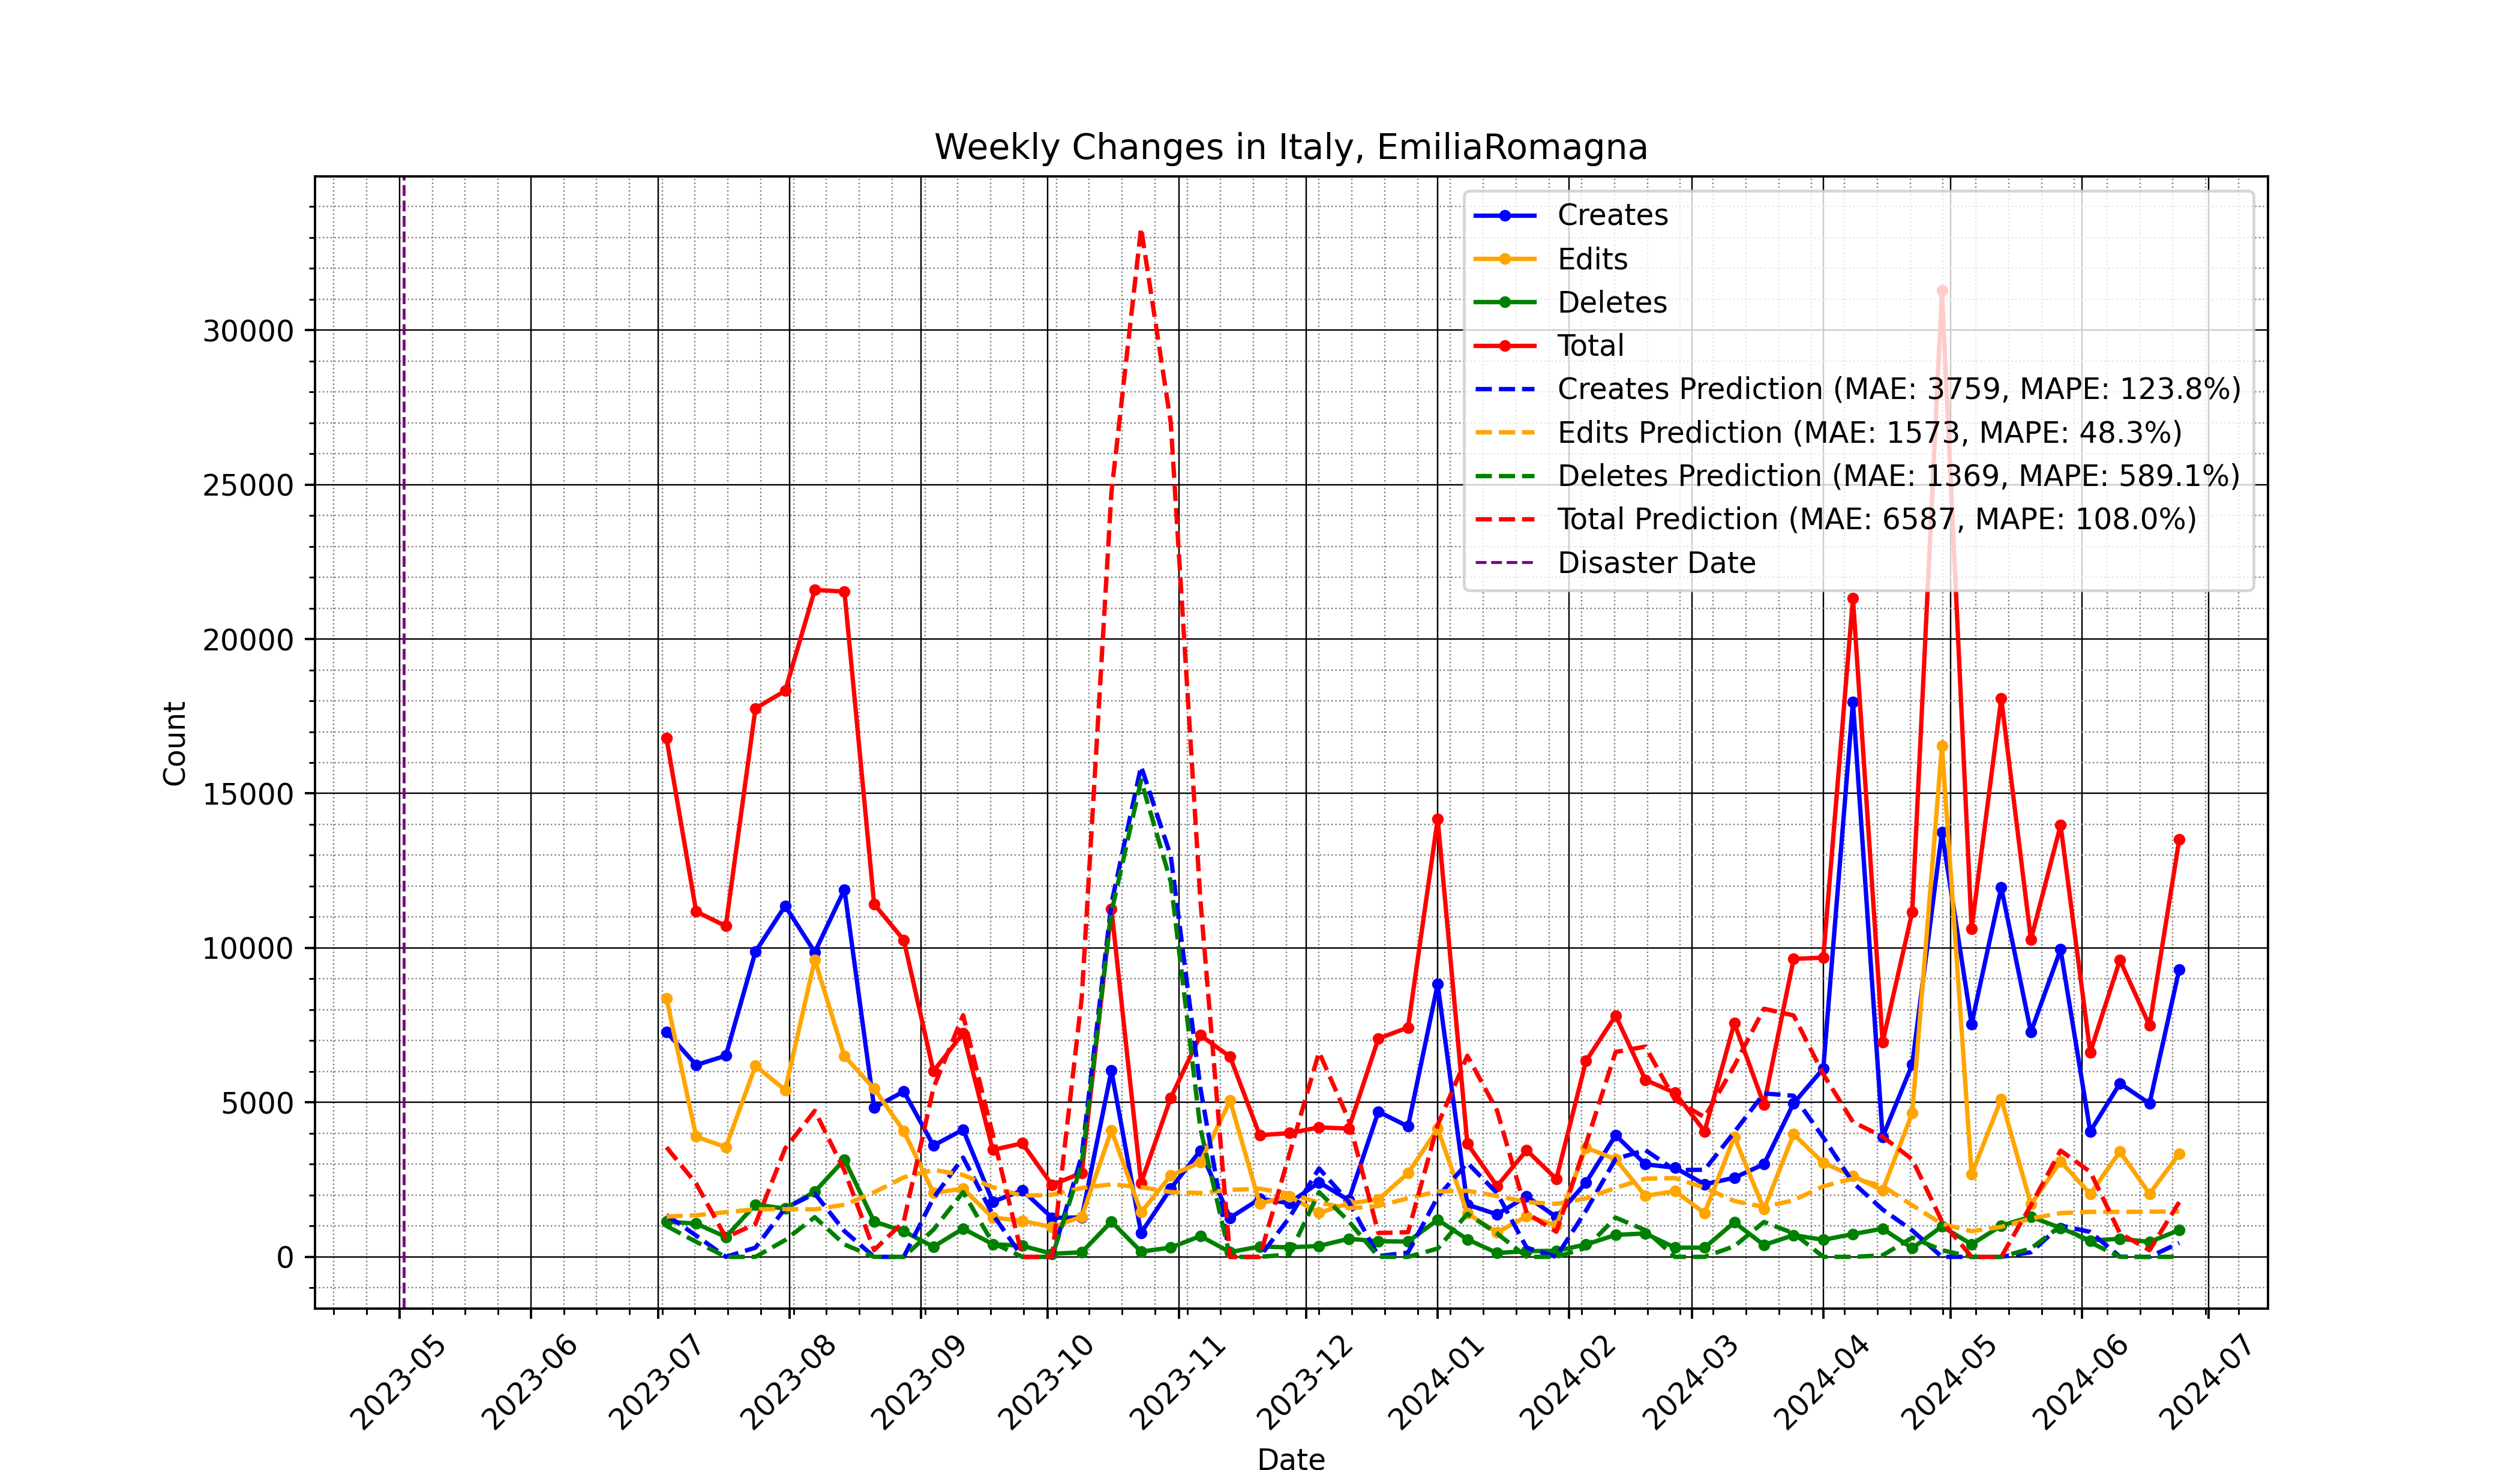 Weekly Changes in Italy, EmiliaRomagna
Creates
Edits
Deletes
Total
Creates Prediction (MAE: 3759, MAPE: 123.8%)
Edits Prediction (MAE: 1573, MAPE: 48.3%)
Deletes Prediction (MAE: 1369, MAPE: 589.1%)
Total Prediction (MAE: 6587, MAPE: 108.0%)
Disaster Date
Count
30000
25000
20000
15000
10000
5000
0
2023-05
2023-06
2023-07
2023-08
2023-09
2023-10
2023-11
2023-12
2024-01
2024-02
2024-03
2024-04
2024-05
2024-06
2024-07
Date